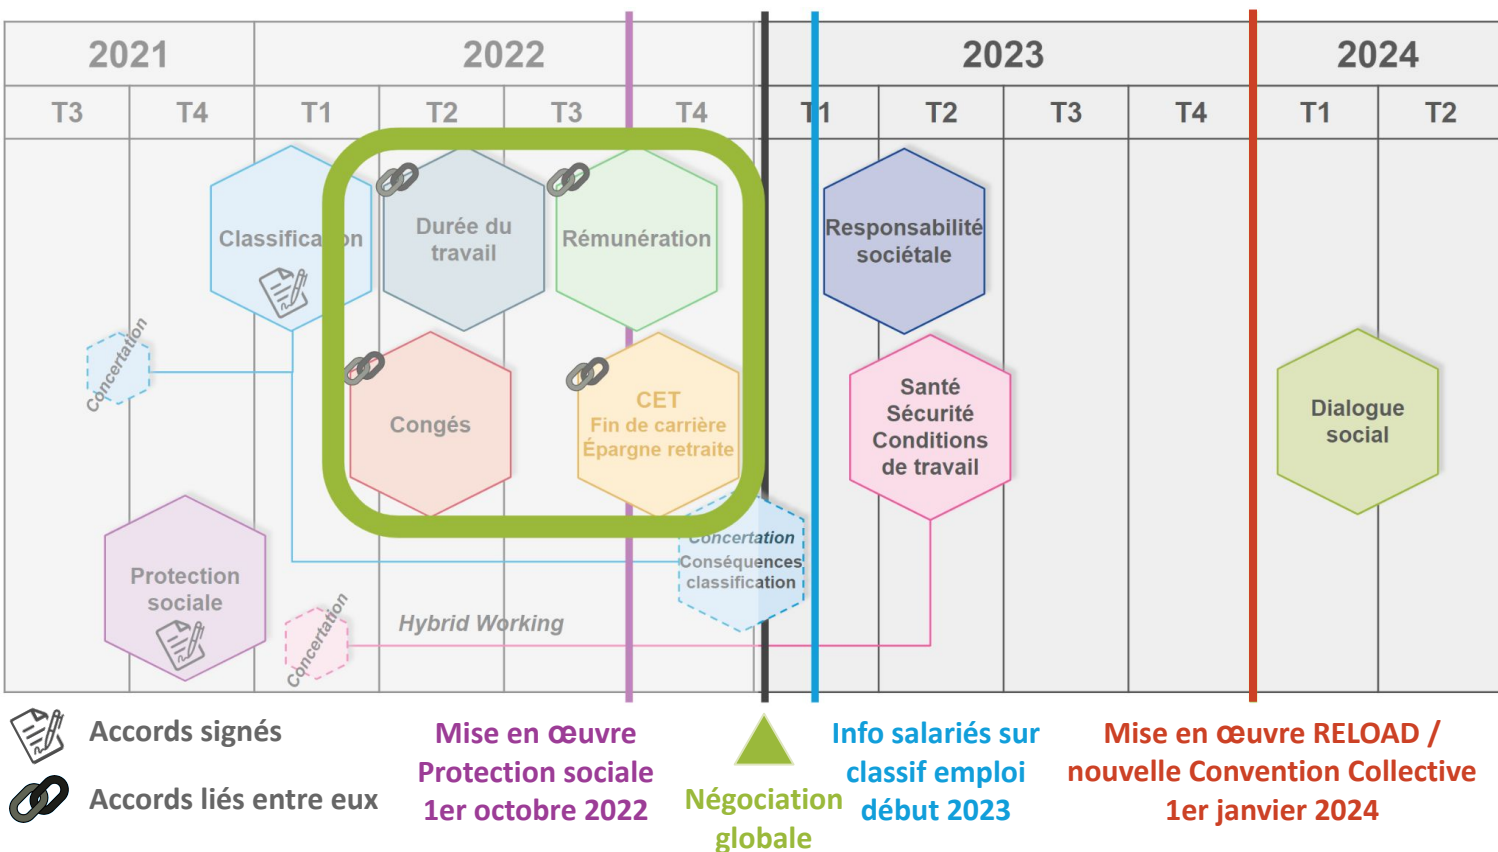 2021
2022
2023
2024
T3
T4
T1
T2
T3
T4
T1
T2
T3
T4
T1
T2
Classification
Durée du
travail
Rémunération
Responsabilité
sociétale
Concertation
Congés
CET
Fin de carrière
Épargne retraite
Santé
Sécurité
Conditions
de travail
Dialogue
social
Protection
sociale
Concertation
Hybrid Working
Concertation
Conséquences
classification
Accords signés
Accords liés entre eux
Mise en œuvre
Protection sociale
1er octobre 2022
Négociation
globale
Info salariés sur
classif emploi
début 2023
Mise en œuvre RELOAD /
nouvelle Convention Collective
1er janvier 2024